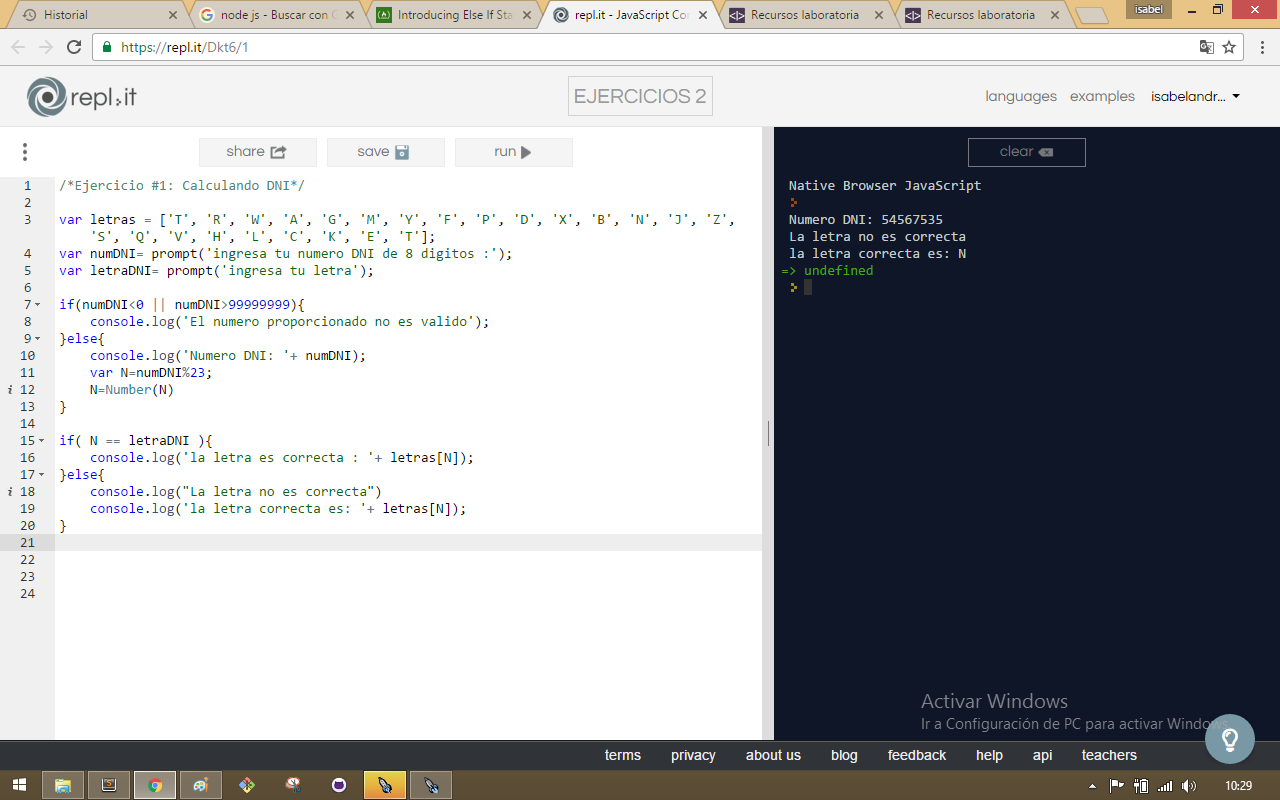 Historial
node js - Buscar con G
Introducing Else If Sta
repl.it - JavaScript Co
Recursos laboratoria
Recursos laboratoria
isabel
https://repl.it/Dkt6/1
repl.it
EJERCICIOS 2
languages examples isabelandr...
share save run
clear
1 /*Ejercicio #1: Calculando DNI*/
2
3 var letras = ['T', 'R', 'W', 'A', 'G', 'M', 'Y', 'F', 'P', 'D', 'X', 'B', 'N', 'J', 'Z',
'S', 'Q', 'V', 'H', 'L', 'C', 'K', 'E', 'T'];
4 var numDNI= prompt('ingresa tu numero DNI de 8 digitos :');
5 var letraDNI= prompt('ingresa tu letra');
6
7 if(numDNI<0 || numDNI>99999999){
8 console.log('El numero proporcionado no es valido');
9 }else{
10 console.log('Numero DNI: '+ numDNI);
11 var N=numDNI%23;
i 12 N=Number(N)
13 }
14
15 if( N == letraDNI ){
16 console.log('la letra es correcta : '+ letras[N]);
17 }else{
i 18 console.log("La letra no es correcta")
19 console.log('la letra correcta es: '+ letras[N]);
20 }
21
22
23
24
Native Browser JavaScript
Numero DNI: 54567535
La letra no es correcta
la letra correcta es: N
=> undefined
Activar Windows
Ir a Configuración de PC para activar Windows.
terms privacy about us blog feedback help api teachers
10:29